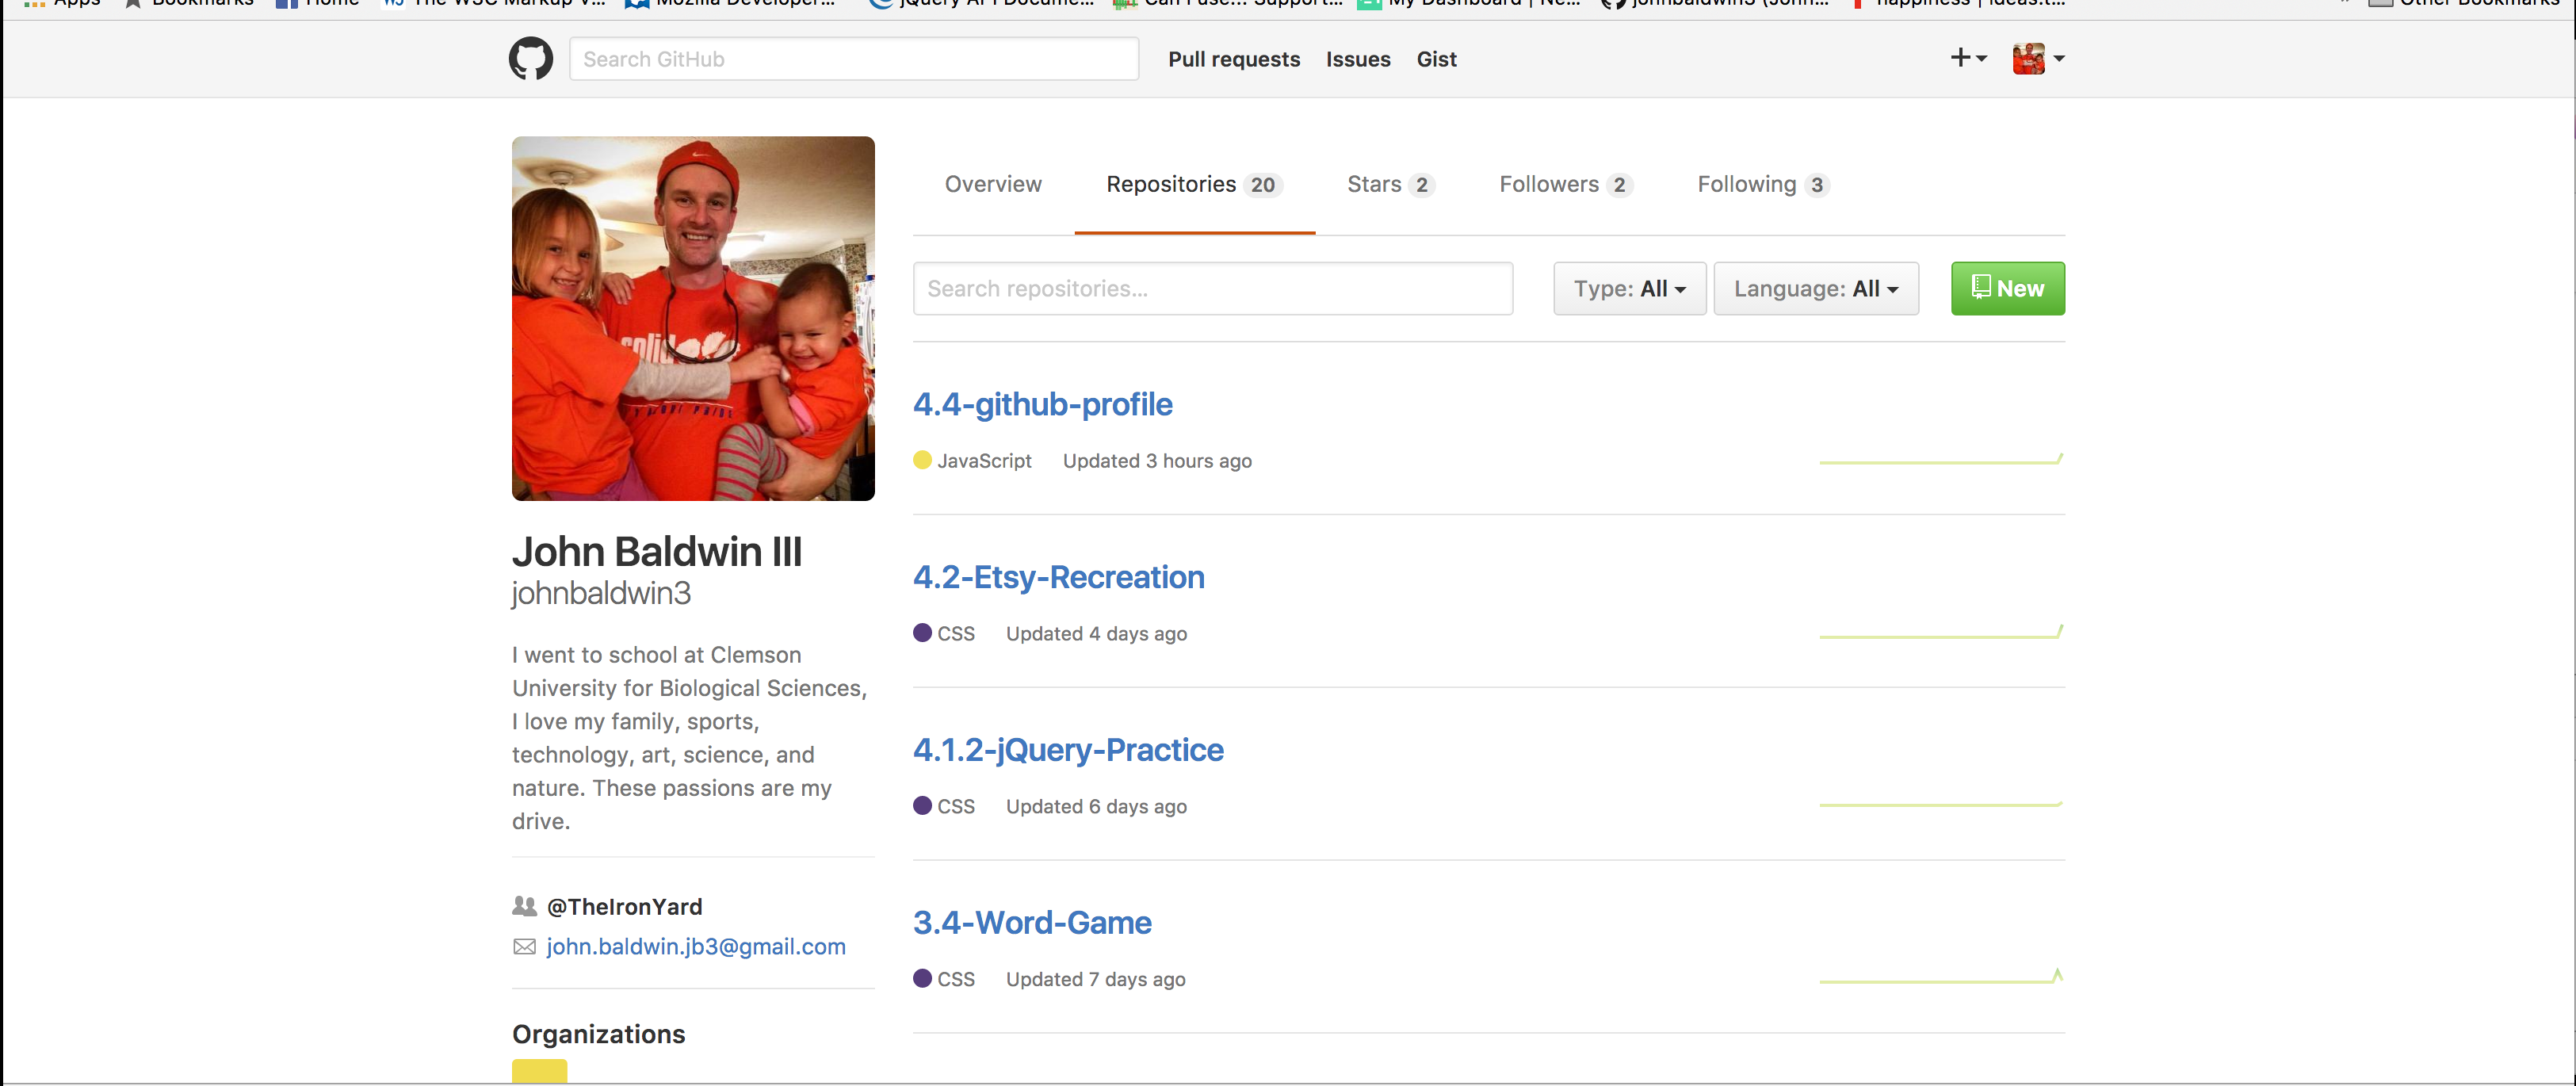 Apps Bookmarks Home The W3C Markup V... Mozilla Developer... jQuery API Docume... Can I use... Support... My Dashboard | Ne... johnbaldwin3 (John... happiness | ideas.t... » Other Bookmarks
Search GitHub Pull requests Issues Gist
Overview Repositories 20 Stars 2 Followers 2 Following 3
Search repositories... Type: All Language: All New
solid
4.4-github-profile
JavaScript Updated 3 hours ago
John Baldwin III
johnbaldwin3
I went to school at Clemson
University for Biological Sciences,
I love my family, sports,
technology, art, science, and
nature. These passions are my
drive.
@TheIronYard
john.baldwin.jb3@gmail.com
Organizations
4.2-Etsy-Recreation
CSS Updated 4 days ago
4.1.2-jQuery-Practice
CSS Updated 6 days ago
3.4-Word-Game
CSS Updated 7 days ago